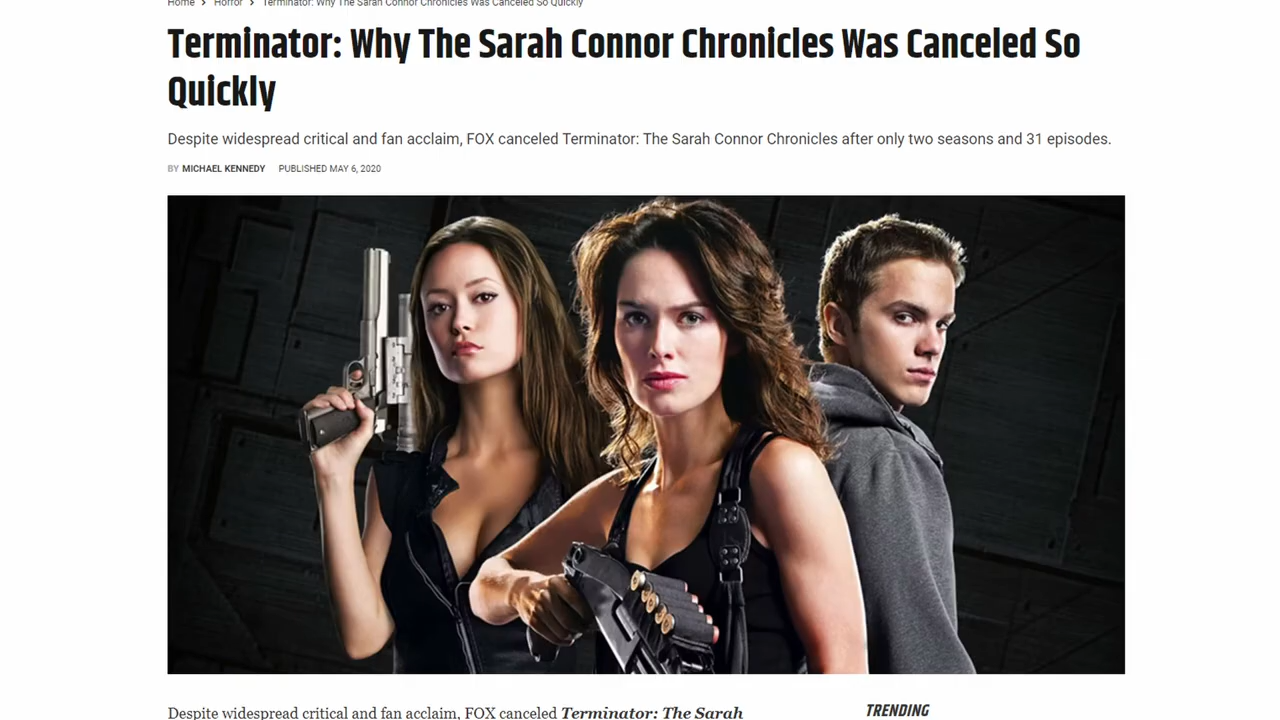 Home > Horror > Terminator: Why The Sarah Connor Chronicles Was Canceled So Quickly
Terminator: Why The Sarah Connor Chronicles Was Canceled So
Quickly
Despite widespread critical and fan acclaim, FOX canceled Terminator: The Sarah Connor Chronicles after only two seasons and 31 episodes.
BY MICHAEL KENNEDY PUBLISHED MAY 6, 2020
Despite widespread critical and fan acclaim, FOX canceled Terminator: The Sarah
TRENDING